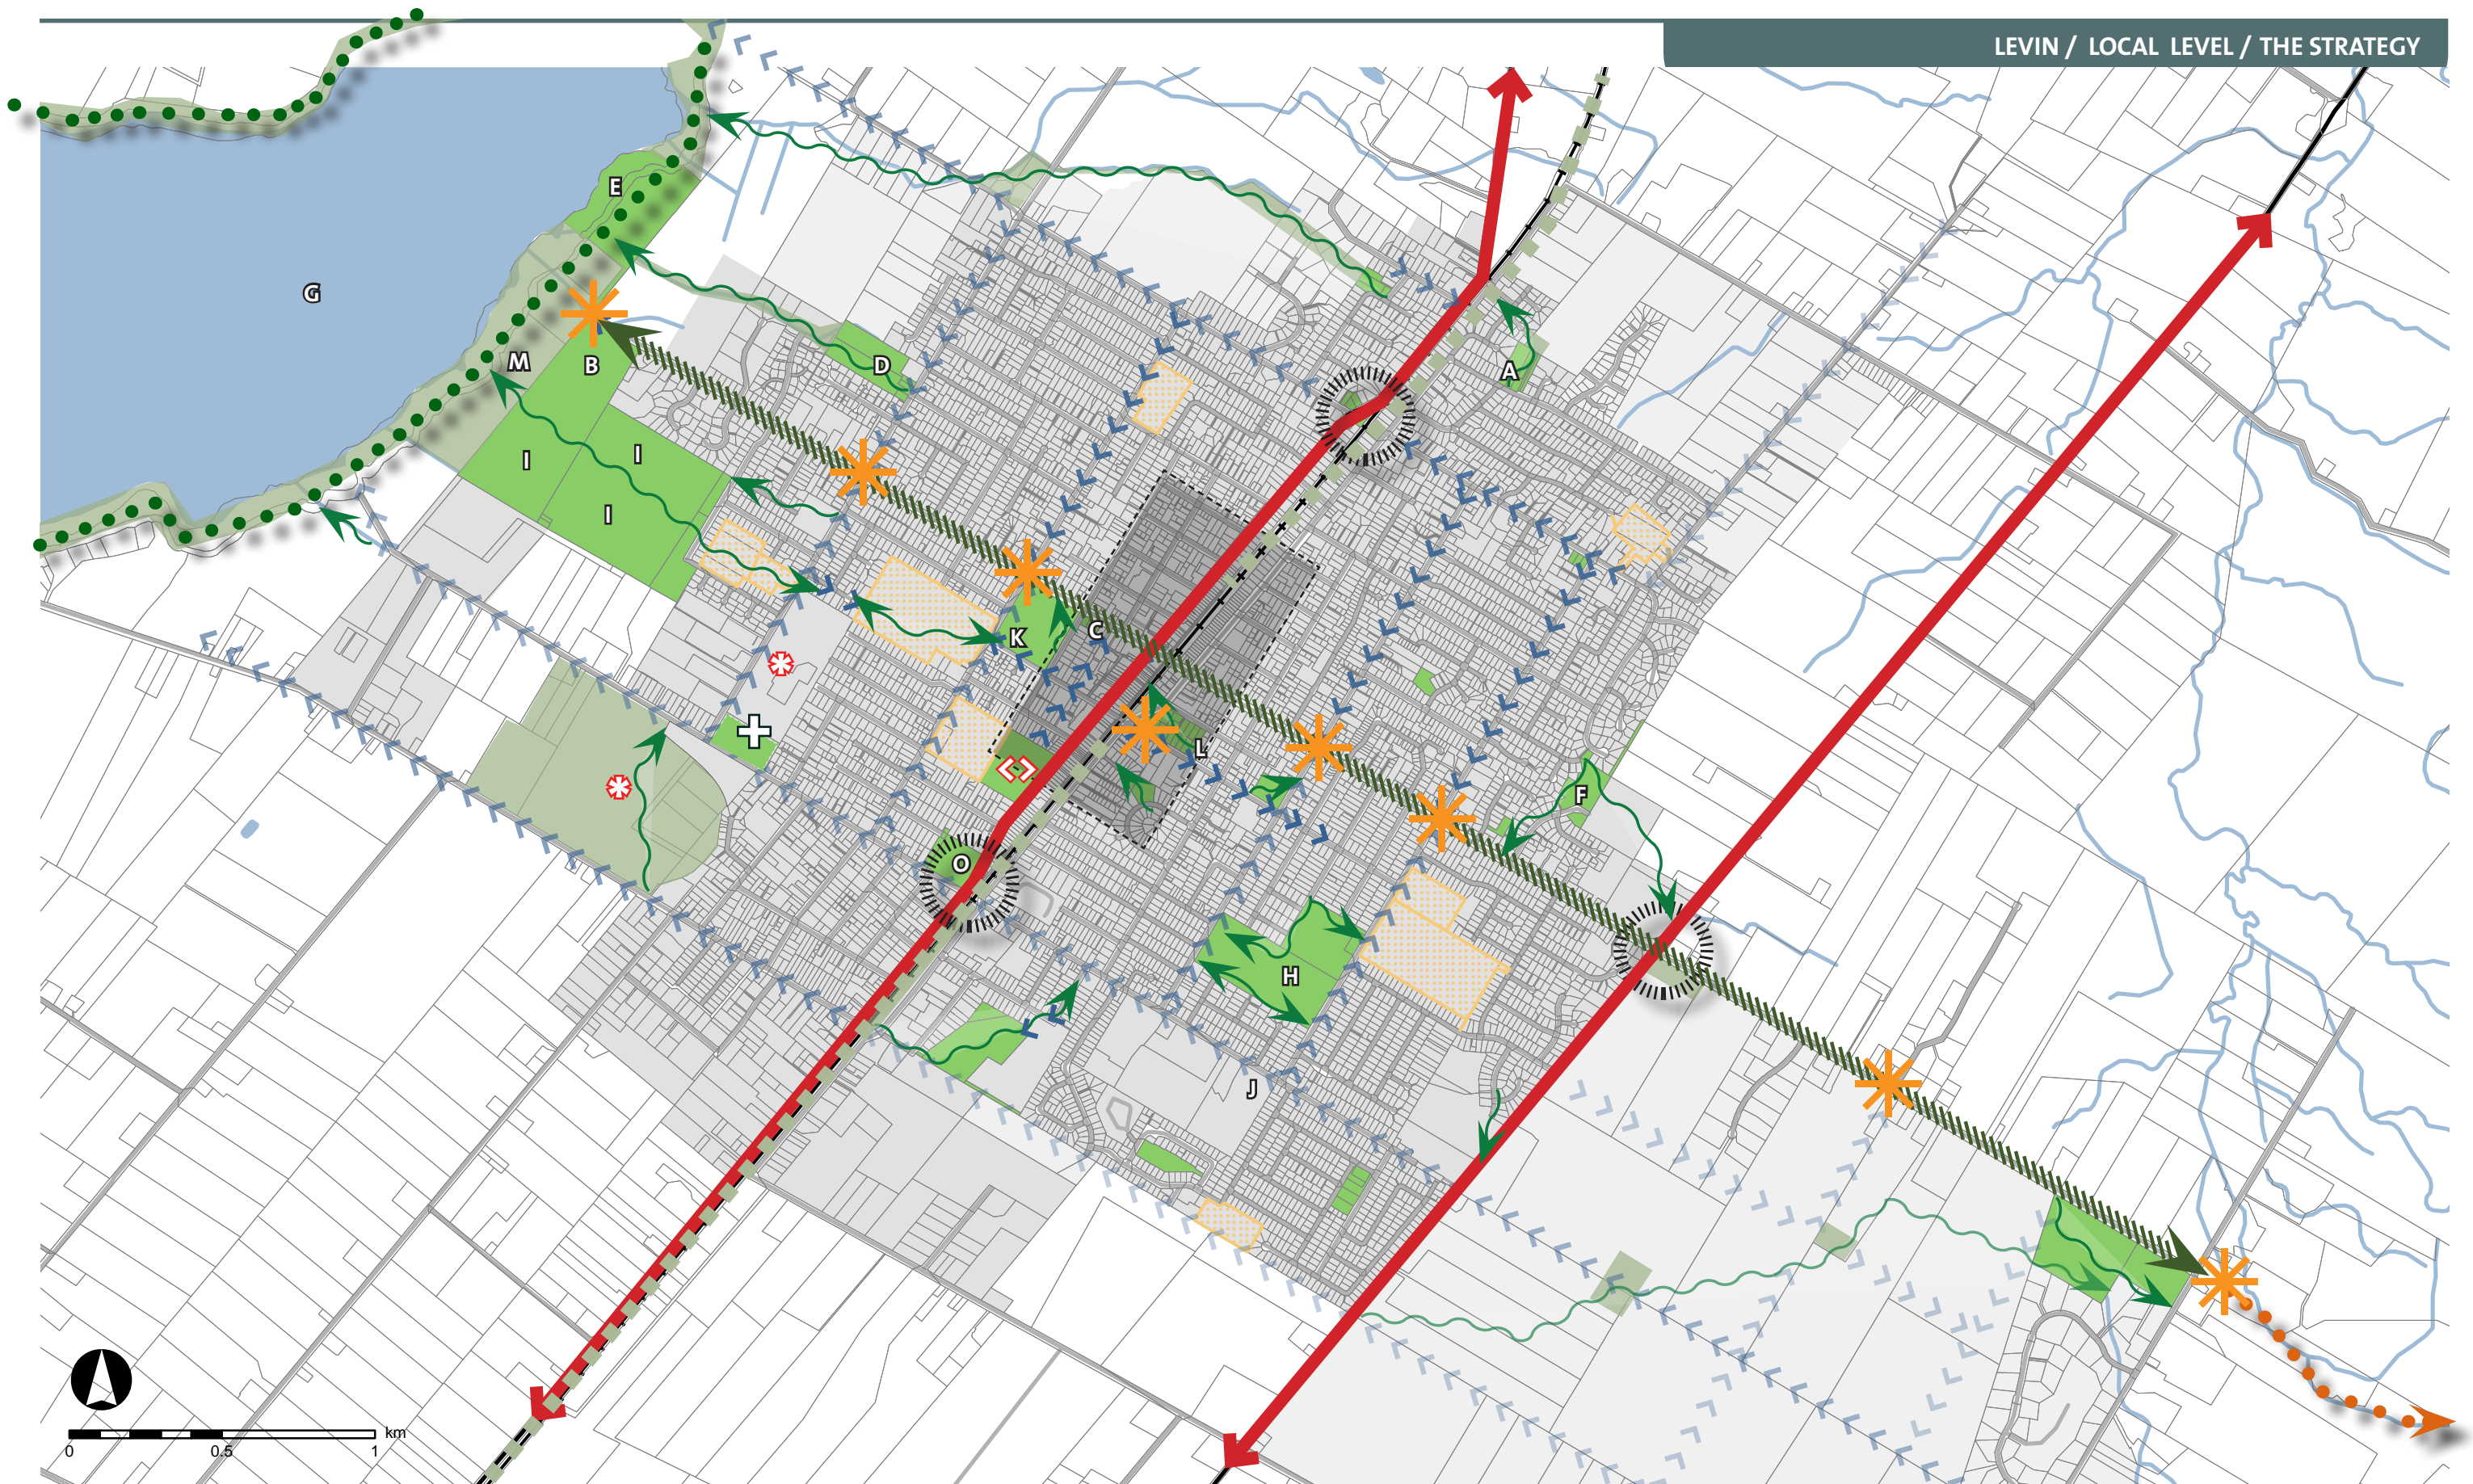 LEVIN / LOCAL LEVEL / THE STRATEGY
E
G
M
B
D
A
I
I
I
K
C
L
F
O
H
J
km
0
0.5
1